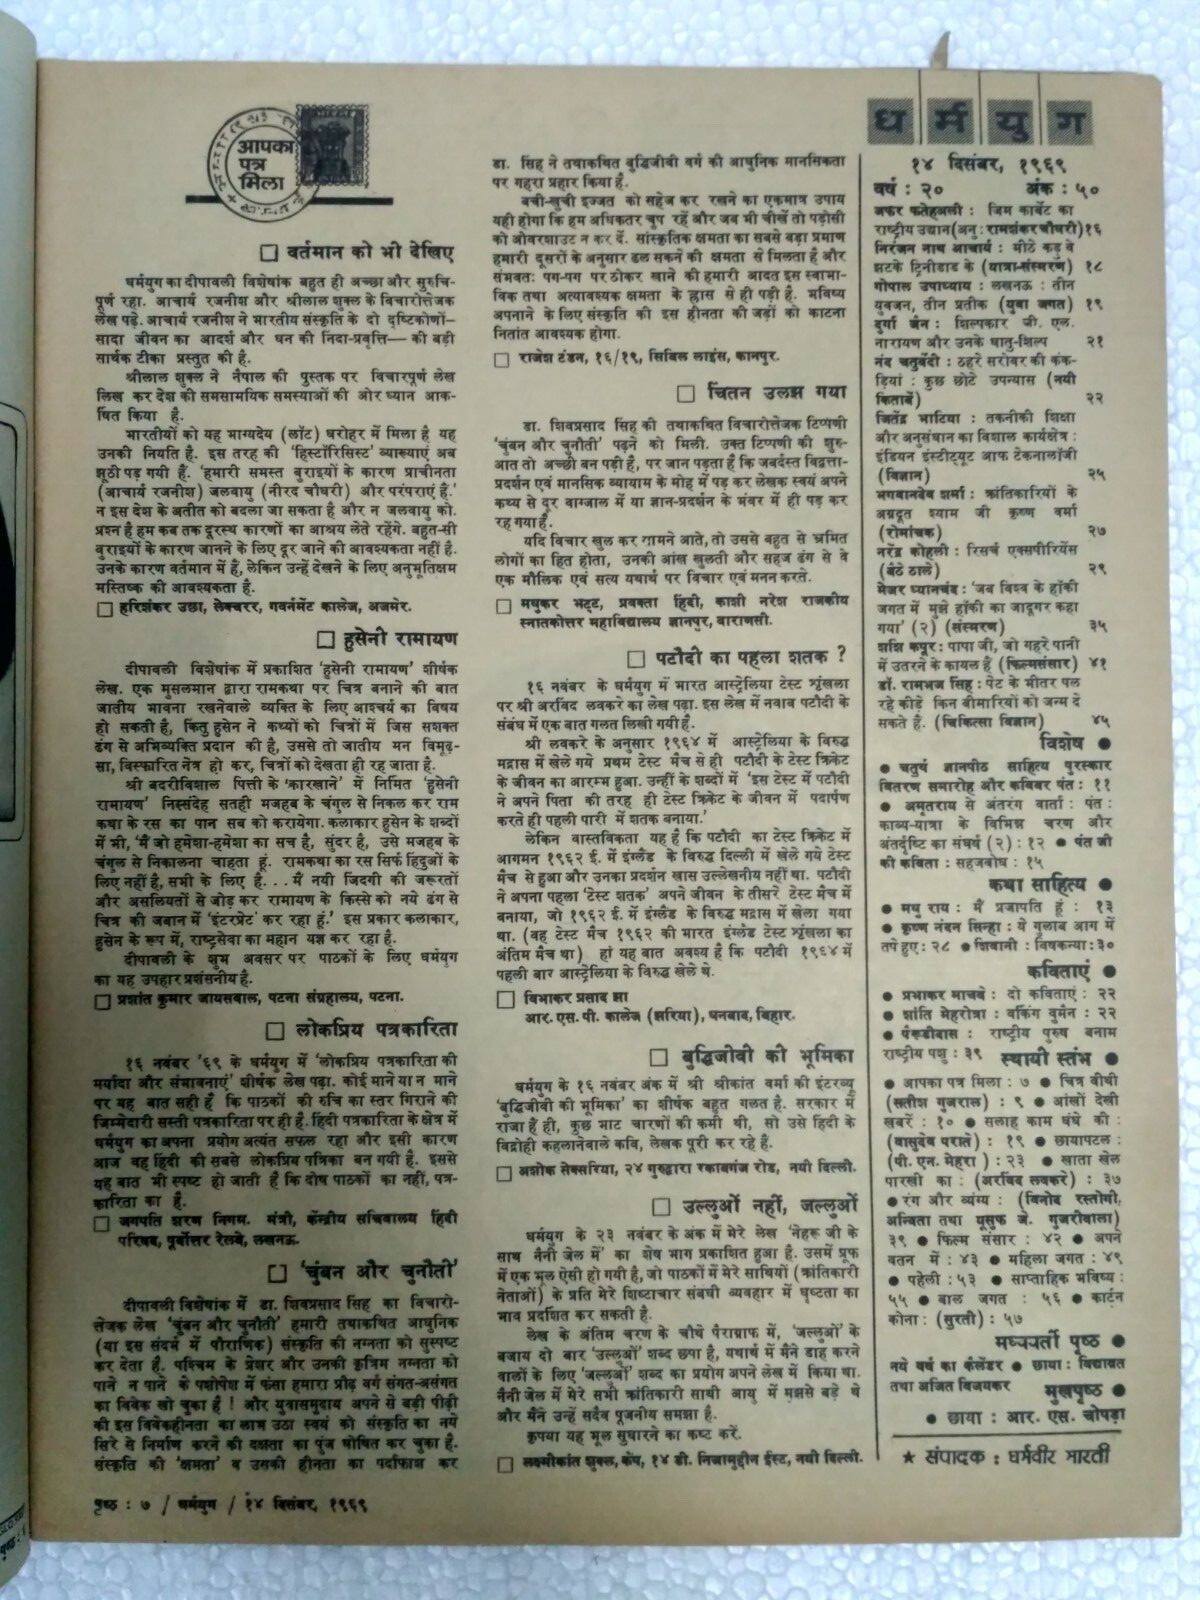 आपका
पत्र
मिला
वर्तमान को भी देखिए
धर्मयुग का दीपावली विशेषांक बहुत ही अच्छा और सुरुचि-
पूर्ण रहा. आचार्य रजनीश और श्रीलाल शुक्ल के विचारोत्तेजक
लेख पढ़े. आचार्य रजनीश ने भारतीय संस्कृति के दो दृष्टिकोणों—
सादा जीवन का आदर्श और धन की निंदा-प्रवृत्ति— की बड़ी
सार्थक टीका प्रस्तुत की है.
श्रीलाल शुक्ल ने नैपाल की पुस्तक पर विचारपूर्ण लेख
लिख कर देश की समसामयिक समस्याओं की ओर ध्यान आक-
र्षित किया है.
भारतीयों को यह भाग्यदेय (लॉट) धरोहर में मिला है यह
उनकी नियति है. इस तरह की 'हिस्टॉरिसिस्ट' व्याख्याएं अब
झूठी पड़ गयी हैं. 'हमारी समस्त बुराइयों के कारण प्राचीनता
(आचार्य रजनीश) जलवायु (नीरद चौधरी) और परंपराएं हैं.'
न इस देश के अतीत को बदला जा सकता है और न जलवायु को.
प्रश्न है हम कब तक दूरस्थ कारणों का आश्रय लेते रहेंगे. बहुत-सी
बुराइयों के कारण जानने के लिए दूर जाने की आवश्यकता नहीं है.
उनके कारण वर्तमान में हैं, लेकिन उन्हें देखने के लिए अनुभूतिक्षम
मस्तिष्क की आवश्यकता है.
हरिशंकर उछा, लेक्चरर, गवर्नमेंट कालेज, अजमेर.
हुसेनी रामायण
दीपावली विशेषांक में प्रकाशित 'हुसेनी रामायण' शीर्षक
लेख. एक मुसलमान द्वारा रामकथा पर चित्र बनाने की बात
जातीय भावना रखनेवाले व्यक्ति के लिए आश्चर्य का विषय
हो सकती है, किंतु हुसेन ने कथ्यों को चित्रों में जिस सशक्त
ढंग से अभिव्यक्ति प्रदान की है, उससे तो जातीय मन विमूढ़-
सा, विस्फारित नेत्र हो कर, चित्रों को देखता ही रह जाता है.
श्री बदरीविशाल पित्ती के 'कारखाने' में निर्मित 'हुसेनी
रामायण' निस्संदेह सतही मजहब के चंगुल से निकल कर राम
कथा के रस का पान सब को करायेगा. कलाकार हुसेन के शब्दों
में भी, 'मैं जो हमेशा-हमेशा का सच है, सुंदर है, उसे मजहब के
चंगुल से निकालना चाहता हूं. रामकथा का रस सिर्फ हिंदुओं के
लिए नहीं है, सभी के लिए है... मैं नयी जिंदगी की जरूरतों
और असलियतों से जोड़ कर रामायण के किस्से को नये ढंग से
चित्र की जबान में 'इंटरप्रेट' कर रहा हूं.' इस प्रकार कलाकार,
हुसेन के रूप में, राष्ट्रसेवा का महान यज्ञ कर रहा है.
दीपावली के शुभ अवसर पर पाठकों के लिए धर्मयुग
का यह उपहार प्रशंसनीय है.
प्रशांत कुमार जायसवाल, पटना संग्रहालय, पटना.
लोकप्रिय पत्रकारिता
१६ नवंबर '६९ के धर्मयुग में 'लोकप्रिय पत्रकारिता की
मर्यादा और संभावनाएं' शीर्षक लेख पढ़ा. कोई माने या न माने
पर यह बात सही है कि पाठकों की रुचि का स्तर गिराने की
जिम्मेदारी सस्ती पत्रकारिता पर ही है. हिंदी पत्रकारिता के क्षेत्र में
धर्मयुग का अपना प्रयोग अत्यंत सफल रहा और इसी कारण
आज वह हिंदी की सबसे लोकप्रिय पत्रिका बन गयी है. इससे
यह बात भी स्पष्ट हो जाती है कि दोष पाठकों का नहीं, पत्र-
कारिता का है.
जगपति शरण निगम. मंत्री, केंद्रीय सचिवालय हिंदी
परिषद, पूर्वोत्तर रेलवे, लखनऊ.
'चुंबन और चुनौती'
दीपावली विशेषांक में डा. शिवप्रसाद सिंह का विचारो-
त्तेजक लेख 'चुंबन और चुनौती' हमारी तथाकथित आधुनिक
(या इस संदर्भ में पौराणिक) संस्कृति की नग्नता को सुस्पष्ट
कर देता है. पश्चिम के प्रेशर और उनकी कृत्रिम नग्नता को
पाने न पाने के पशोपेश में फंसा हमारा प्रौढ़ वर्ग संगत-असंगत
का विवेक खो चुका है ! और युवासमुदाय अपने से बड़ी पीढ़ी
की इस विवेकहीनता का लाभ उठा स्वयं को संस्कृति का नये
सिरे से निर्माण करने की दक्षता का पुंज घोषित कर चुका है.
संस्कृति की 'क्षमता' व उसकी हीनता का पर्दाफाश कर
डा. सिंह ने तथाकथित बुद्धिजीवी वर्ग की आधुनिक मानसिकता
पर गहरा प्रहार किया है.
बची-खुची इज्जत को सहेज कर रखने का एकमात्र उपाय
यही होगा कि हम अधिकतर चुप रहें और जब भी चीखें तो पड़ोसी
को ओवरशाउट न कर दें. सांस्कृतिक क्षमता का सबसे बड़ा प्रमाण
हमारी दूसरों के अनुसार ढल सकने की क्षमता से मिलता है और
संभवतः पग-पग पर ठोकर खाने की हमारी आदत इस स्वाभा-
विक तथा अत्यावश्यक क्षमता के ह्रास से ही पड़ी है. भविष्य
अपनाने के लिए संस्कृति की इस हीनता की जड़ों को काटना
नितांत आवश्यक होगा.
राजेश टंडन, १६/१९, सिविल लाइंस, कानपुर.
चिंतन उलझ गया
डा. शिवप्रसाद सिंह की तथाकथित विचारोत्तेजक टिप्पणी
'चुंबन और चुनौती' पढ़ने को मिली. उक्त टिप्पणी की शुरु-
आत तो अच्छी बन पड़ी है, पर जान पड़ता है कि जबर्दस्त विद्वत्ता-
प्रदर्शन एवं मानसिक व्यायाम के मोह में पड़ कर लेखक स्वयं अपने
कथ्य से दूर वाग्जाल में या ज्ञान-प्रदर्शन के भंवर में ही पड़ कर
रह गया है.
यदि विचार खुल कर सामने आते, तो उससे बहुत से भ्रमित
लोगों का हित होता, उनकी आंख खुलती और सहज ढंग से वे
एक मौलिक एवं सत्य यथार्थ पर विचार एवं मनन करते.
मधुकर भट्ट, प्रवक्ता हिंदी, काशी नरेश राजकीय
स्नातकोत्तर महाविद्यालय ज्ञानपुर, वाराणसी.
पटौदी का पहला शतक ?
१६ नवंबर के धर्मयुग में भारत आस्ट्रेलिया टेस्ट शृंखला
पर श्री अरविंद लवकरे का लेख पढ़ा. इस लेख में नवाब पटौदी के
संबंध में एक बात गलत लिखी गयी है.
श्री लवकरे के अनुसार १९६४ में आस्ट्रेलिया के विरुद्ध
मद्रास में खेले गये प्रथम टेस्ट मैच से ही पटौदी के टेस्ट क्रिकेट
के जीवन का आरम्भ हुआ. उन्हीं के शब्दों में 'इस टेस्ट में पटौदी
ने अपने पिता की तरह ही टेस्ट क्रिकेट के जीवन में पदार्पण
करते ही पहली पारी में शतक बनाया.'
लेकिन वास्तविकता यह है कि पटौदी का टेस्ट क्रिकेट में
आगमन १९६२ ई. में इंग्लैंड के विरुद्ध दिल्ली में खेले गये टेस्ट
मैच से हुआ और उनका प्रदर्शन खास उल्लेखनीय नहीं था. पटौदी
ने अपना पहला 'टेस्ट शतक' अपने जीवन के तीसरे टेस्ट मैच में
बनाया, जो १९६२ ई. में इंग्लैंड के विरुद्ध मद्रास में खेला गया
था. (वह टेस्ट मैच १९६२ की भारत इंग्लैंड टेस्ट शृंखला का
अंतिम मैच था) हां यह बात अवश्य है कि पटौदी १९६४ में
पहली बार आस्ट्रेलिया के विरुद्ध खेले थे.
विभाकर प्रसाद झा
आर. एस. पी. कालेज (झरिया), धनबाद, बिहार.
बुद्धिजीवी की भूमिका
धर्मयुग के १६ नवंबर अंक में श्री श्रीकांत वर्मा की इंटरव्यू
'बुद्धिजीवी की भूमिका' का शीर्षक बहुत गलत है. सरकार में
राजा हैं ही, कुछ भाट चारणों की कमी थी, सो उसे हिंदी के
विद्रोही कहलानेवाले कवि, लेखक पूरी कर रहे हैं.
अशोक सेक्सरिया, २४ गुरुद्वारा रकाबगंज रोड, नयी दिल्ली.
उल्लुओं नहीं, जल्लुओं
धर्मयुग के २३ नवंबर के अंक में मेरे लेख 'नेहरू जी के
साथ नैनी जेल में' का शेष भाग प्रकाशित हुआ है. उसमें प्रूफ
में एक भूल ऐसी हो गयी है, जो पाठकों में मेरे साथियों (क्रांतिकारी
नेताओं) के प्रति मेरे शिष्टाचार संबंधी व्यवहार में धृष्टता का
भाव प्रदर्शित कर सकती है.
लेख के अंतिम चरण के चौथे पैराग्राफ में, 'जल्लुओं' के
बजाय दो बार 'उल्लुओं' शब्द छपा है, यथार्थ में मैंने डाह करने
वालों के लिए 'जल्लुओं' शब्द का प्रयोग अपने लेख में किया था.
नैनी जेल में मेरे सभी क्रांतिकारी साथी आयु में मुझसे बड़े थे
और मैंने उन्हें सदैव पूजनीय समझा है.
कृपया यह भूल सुधारने का कष्ट करें.
लक्ष्मीकांत शुक्ल, कैंप, १४ डी. निजामुद्दीन ईस्ट, नयी दिल्ली.
धर्मयुग
१४ दिसंबर, १९६९
वर्ष : २० अंक : ५०
जफर फतेहअली : जिम कार्बेट का
राष्ट्रीय उद्यान (अनु : रामशंकर चौधरी) १६
निरंजन नाथ आचार्य : मीठे कड़ वे
झटके ट्रिनीडाड के (यात्रा-संस्मरण) १८
गोपाल उपाध्याय : लखनऊ : तीन
युवजन, तीन प्रतीक (युवा जगत) १९
दुर्गा जैन : शिल्पकार जी. एल.
नारायण और उनके धातु-शिल्प २१
नंद चतुर्वेदी : ठहरे सरोवर की कंक-
ड़ियां : कुछ छोटे उपन्यास (नयी
किताबें) २२
जितेंद्र भाटिया : तकनीकी शिक्षा
और अनुसंधान का विशाल कार्यक्षेत्र :
इंडियन इंस्टीट्यूट आफ टेकनालॉजी
(विज्ञान) २५
भगवानदेव शर्मा : क्रांतिकारियों के
अग्रदूत श्याम जी कृष्ण वर्मा
(रोमांचक) २७
नरेंद्र कोहली : रिसर्च एक्सपीरियेंस
(बैठे ठाले) २९
मेजर ध्यानचंद : 'जब विश्व के हॉकी
जगत में मुझे हॉकी का जादूगर कहा
गया' (२) (संस्मरण) ३५
शशि कपूर : पापा जी, जो गहरे पानी
में उतरने के कायल हैं (फिल्मसंसार) ४१
डॉ. रामभज सिंह : पेट के भीतर पल
रहे कीड़े किन बीमारियों को जन्म दे
सकते हैं. (चिकित्सा विज्ञान) ४५
विशेष ●
● चतुर्थ ज्ञानपीठ साहित्य पुरस्कार
वितरण समारोह और कविवर पंत : ११
● अमृतराय से अंतरंग वार्ता : पंत :
काव्य-यात्रा के विभिन्न चरण और
अंतर्दृष्टि का संघर्ष (२) : १२ ● पंत जी
की कविता : सहजबोध : १५
कथा साहित्य ●
● मधु राय : मैं प्रजापति हूं : १३
● कृष्ण नंदन सिन्हा : ये गुलाब आग में
तपे हुए : २८ ● शिवानी : विषकन्या : ३०
कविताएं ●
● प्रभाकर माचवे : दो कविताएं : २२
● शांति मेहरोत्रा : वर्किंग वुमैन : २२
● पंकडीदास : राष्ट्रीय पुरुष बनाम
राष्ट्रीय पशु : ३९
स्थायी स्तंभ ●
● आपका पत्र मिला : ७ ● चित्र वीथी
(सतीश गुजराल) : ९ ● आंखों देखी
खबरें : १० ● सलाह काम धंधे की :
(वासुदेव पराते) : १९ ● छायापटल :
(पी. एन. मेहरा ) : २३ ● खाता खेल
पारखी का : (अरविंद लवकरे) : ३७
● रंग और व्यंग्य : (विनोद रस्तोगी,
अन्विता तथा यूसुफ जे. गुजरीवाला)
३९ ● फिल्म संसार : ४२ ● अपने
वतन में : ४३ ● महिला जगत : ४९
● पहेली : ५३ ● साप्ताहिक भविष्य :
५५ ● बाल जगत : ५६ ● कार्टून
कोना : (सुरती) : ५७
मध्यवर्ती पृष्ठ ●
नये वर्ष का कैलेंडर ● छाया : विद्याव्रत
तथा अजित विजयकर
मुखपृष्ठ ●
● छाया : आर. एस. चोपड़ा
★ संपादक : धर्मवीर भारती
पृष्ठ : ७ / धर्मयुग / १४ दिसंबर, १९६९